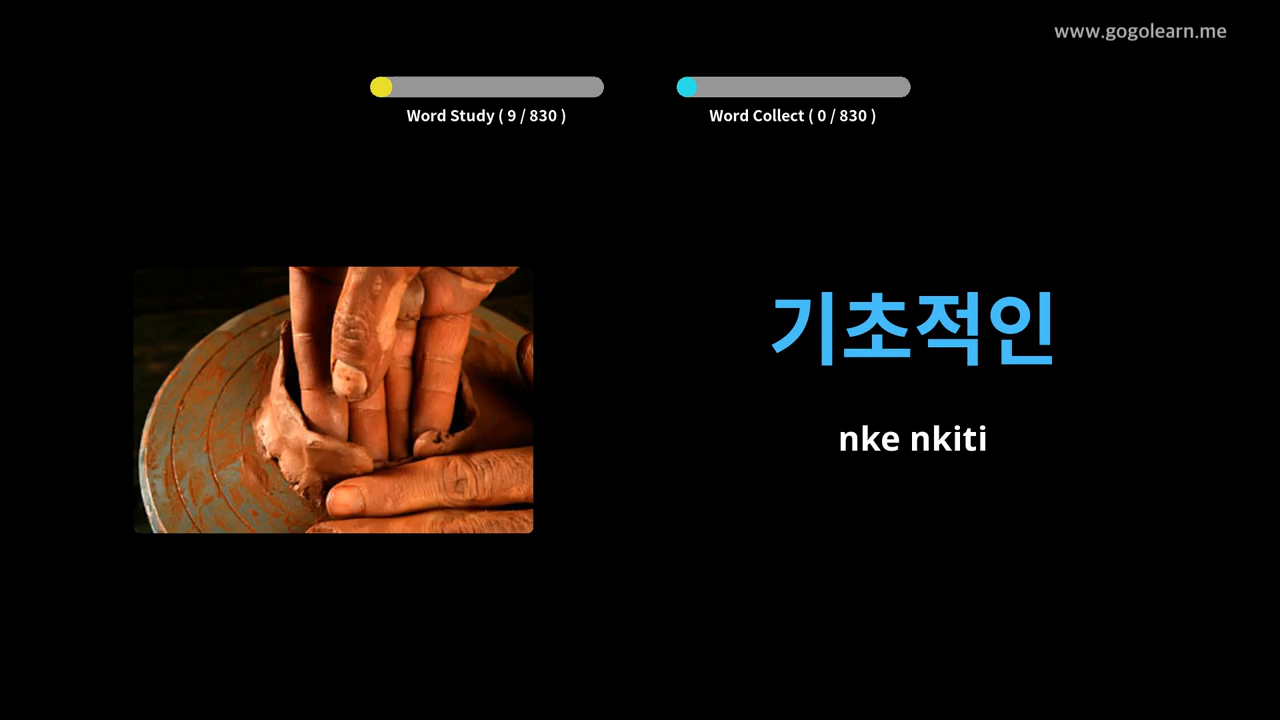 www.gogolearn.me
Word Study ( 9 / 830 )
Word Collect ( 0 / 830 )
기초적인
nke nkiti